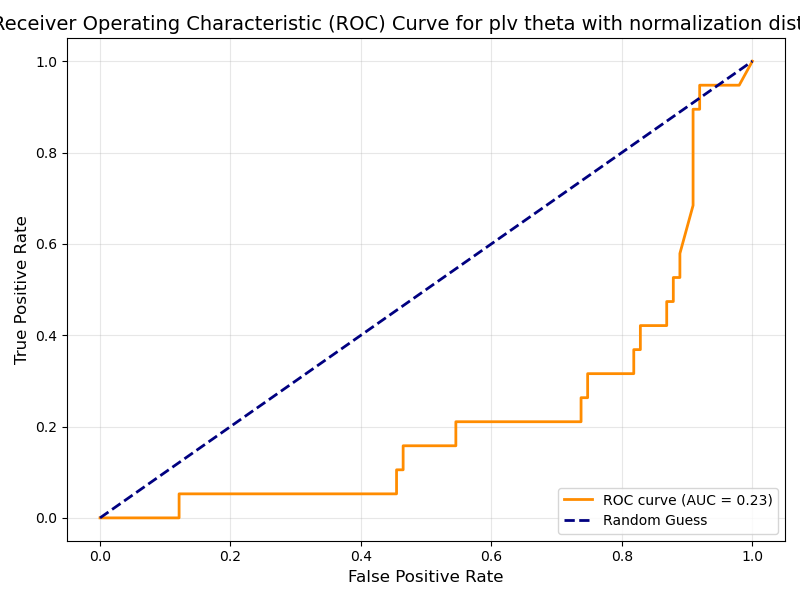 Receiver Operating Characteristic (ROC) Curve for plv theta with normalization dist
True Positive Rate
1.0
0.8
0.6
0.4
0.2
0.0
ROC curve (AUC = 0.23)
Random Guess
0.0 0.2 0.4 0.6 0.8 1.0
False Positive Rate